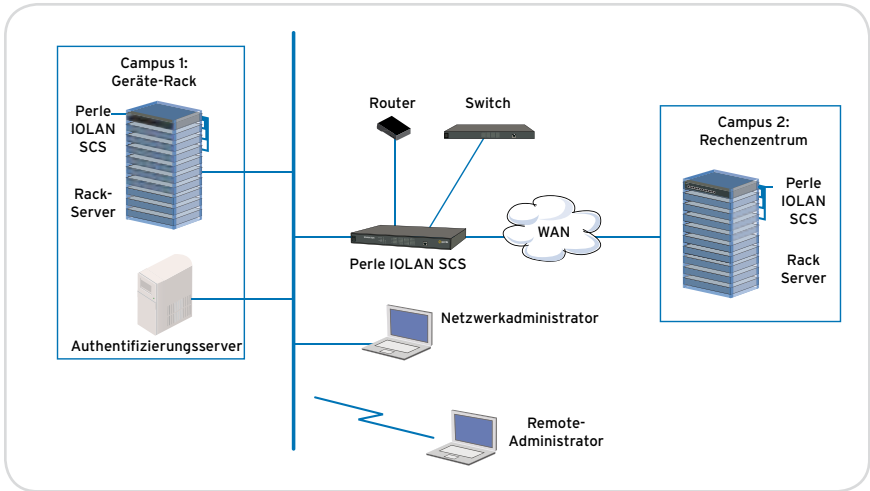 Campus 1:
Geräte-Rack
Perle
IOLAN
SCS
Rack-
Server
Authentifizierungsserver
Router
Switch
Perle IOLAN SCS
WAN
Campus 2:
Rechenzentrum
Perle
IOLAN
SCS
Rack
Server
Netzwerkadministrator
Remote-
Administrator